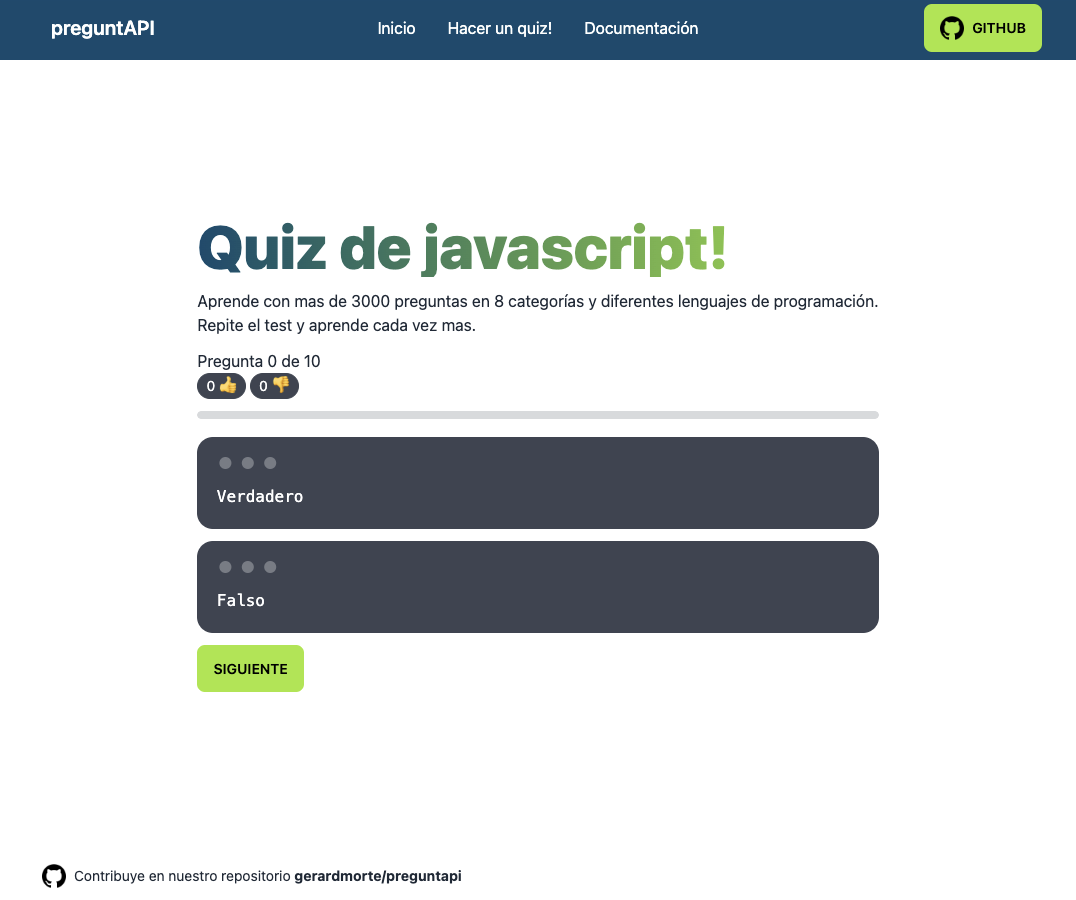 preguntAPI
Inicio
Hacer un quiz!
Documentación
GITHUB
Quiz de javascript!
Aprende con mas de 3000 preguntas en 8 categorías y diferentes lenguajes de programación.
Repite el test y aprende cada vez mas.
Pregunta 0 de 10
0 👍 0 👎
Verdadero
Falso
SIGUIENTE
Contribuye en nuestro repositorio gerardmorte/preguntapi